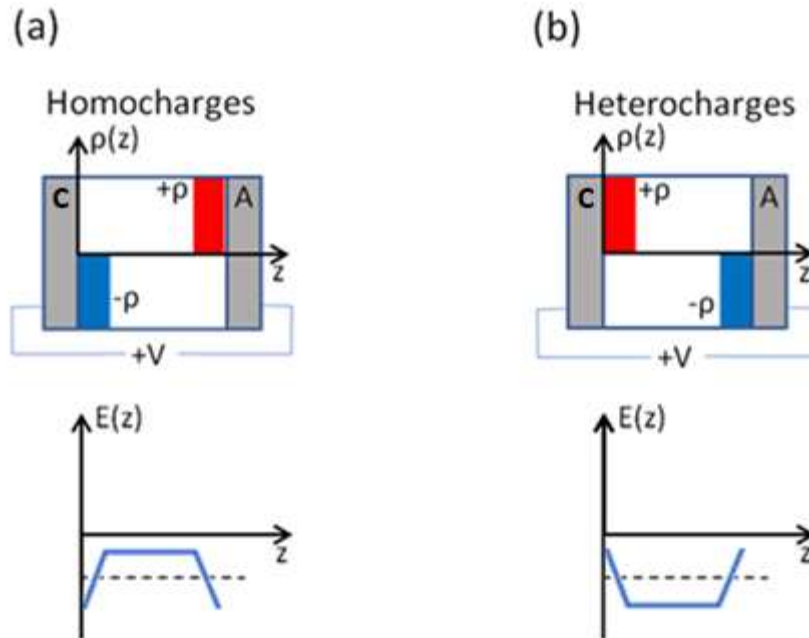 (a)
Homocharges
ρ(z)
C
+ρ
A
z
-ρ
+V
E(z)
z
(b)
Heterocharges
ρ(z)
C
+ρ
A
z
-ρ
+V
E(z)
z